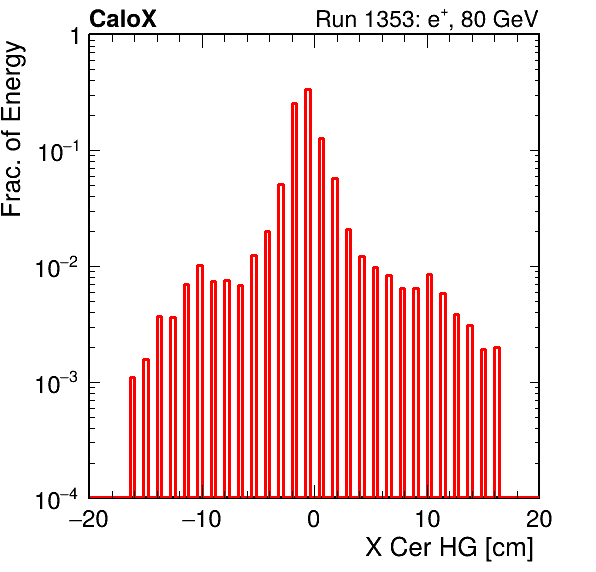 CaloX Run 1353: e⁺, 80 GeV
Frac. of Energy
1
10⁻¹
10⁻²
10⁻³
10⁻⁴
−20 −10 0 10 20
X Cer HG [cm]